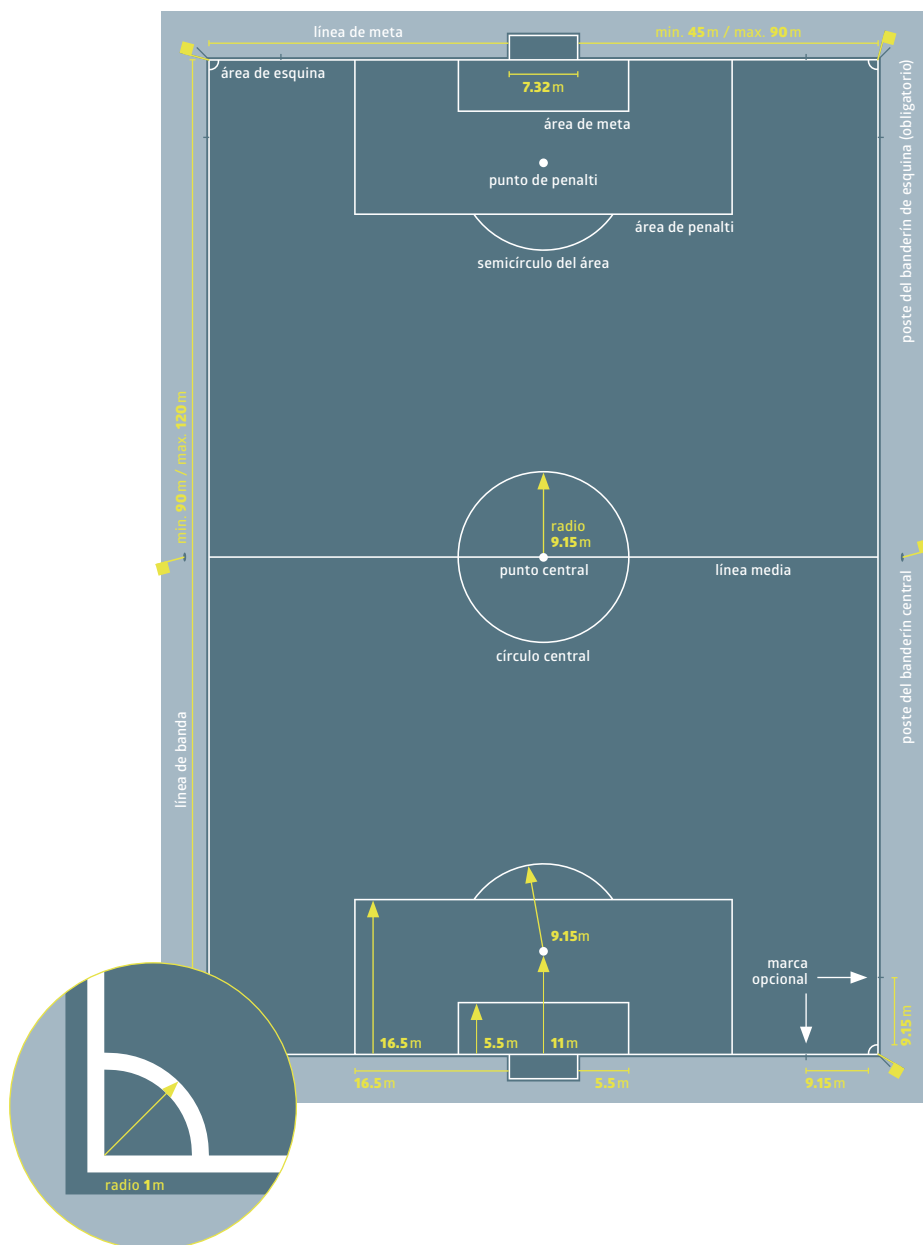 línea de meta
min. 45 m / max. 90 m
área de esquina
7.32 m
área de meta
punto de penalti
área de penalti
semicírculo del área
poste del banderín de esquina (obligatorio)
min. 90 m / max. 120 m
radio
9.15 m
punto central
línea media
círculo central
poste del banderín central
línea de banda
9.15 m
marca
opcional
9.15 m
16.5 m
5.5 m
11 m
16.5 m
5.5 m
9.15 m
radio 1 m